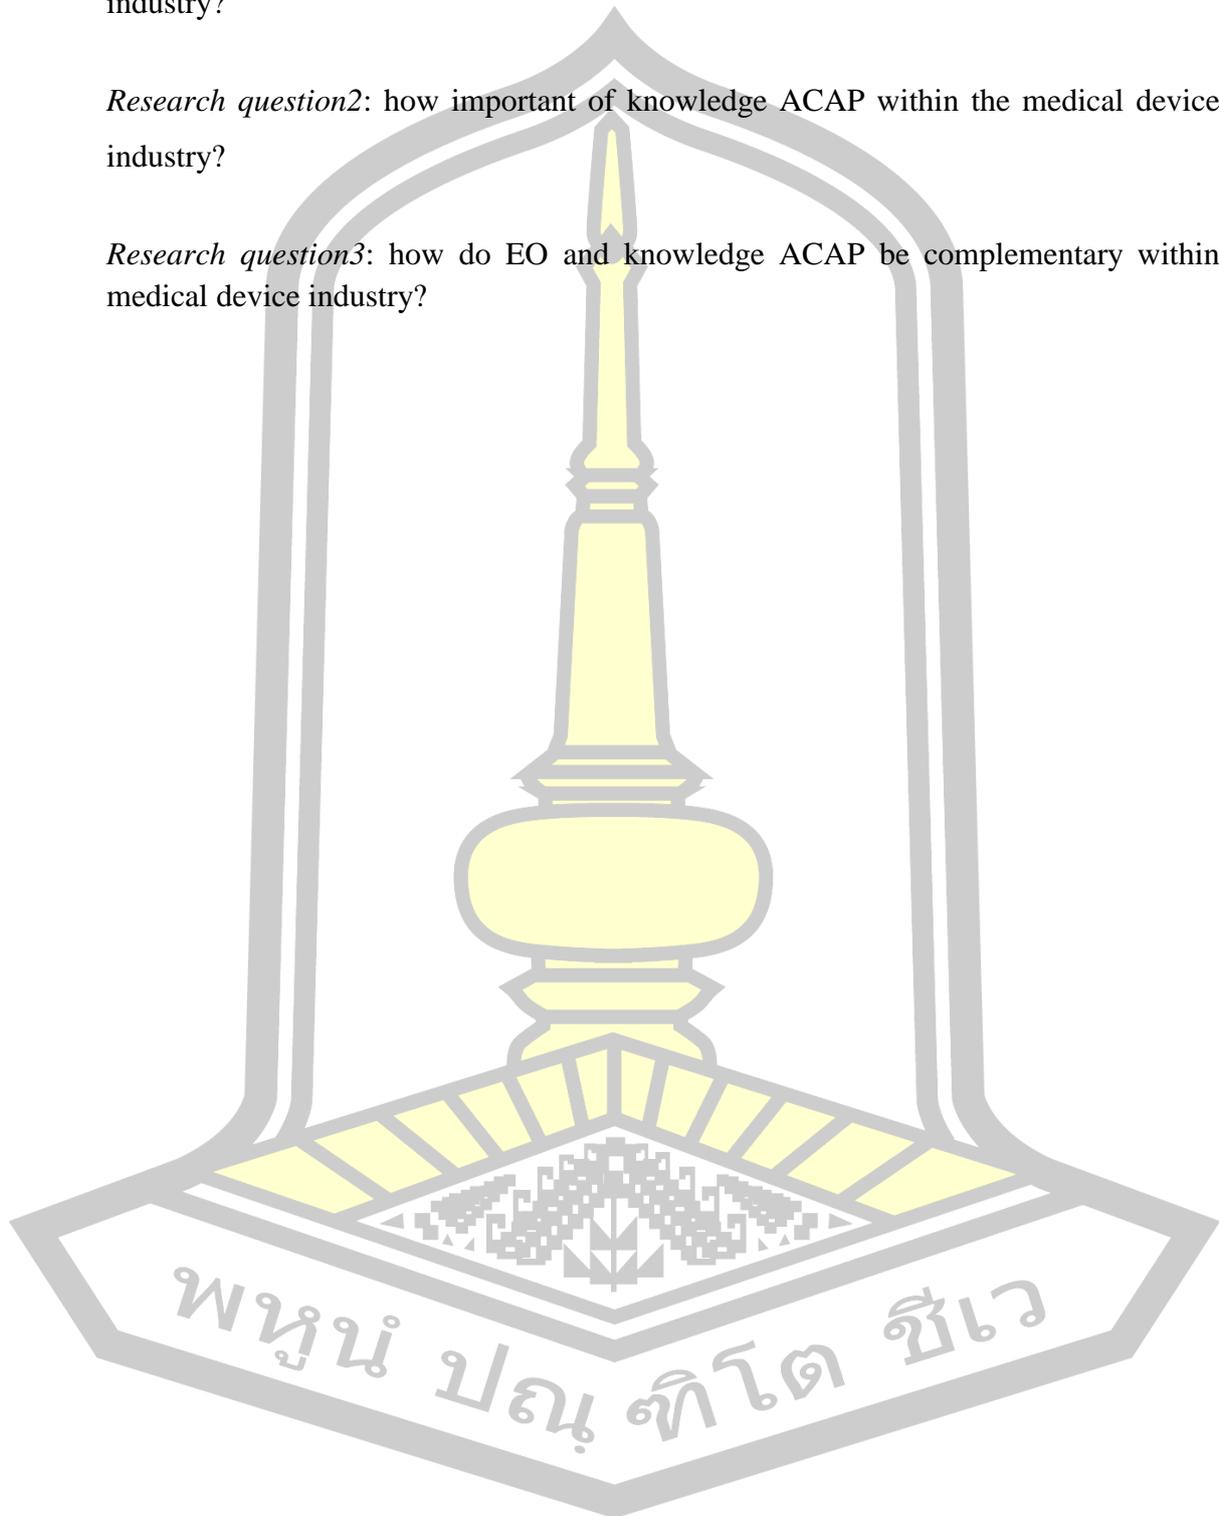 industry?
Research question2: how important of knowledge ACAP within the medical device
industry?
Research question3: how do EO and knowledge ACAP be complementary within
medical device industry?
พหูนํ ปณฺฑิโต ชีเว